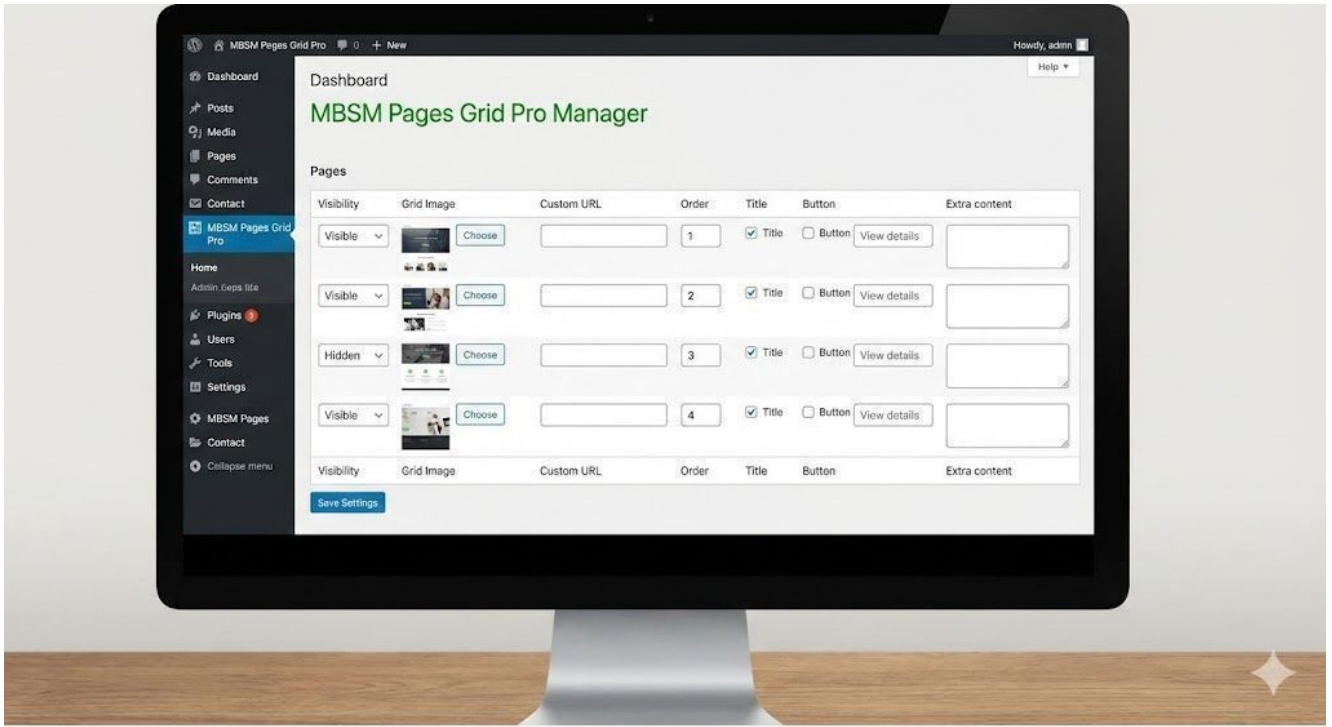 MBSM Pages Grid Pro 0 + New Howdy, admn
Help
Dashboard
Posts
Media
Pages
Comments
Contact
MBSM Pages Grid
Pro
Home
Plugins 3
Users
Tools
Settings
MBSM Pages
Contact
Collapse menu
Dashboard
MBSM Pages Grid Pro Manager
Pages
Visibility Grid Image Custom URL Order Title Button Extra content
Visible Choose 1 Title Button View details
Visible Choose 2 Title Button View details
Hidden Choose 3 Title Button View details
Visible Choose 4 Title Button View details
Visibility Grid Image Custom URL Order Title Button Extra content
Save Settings